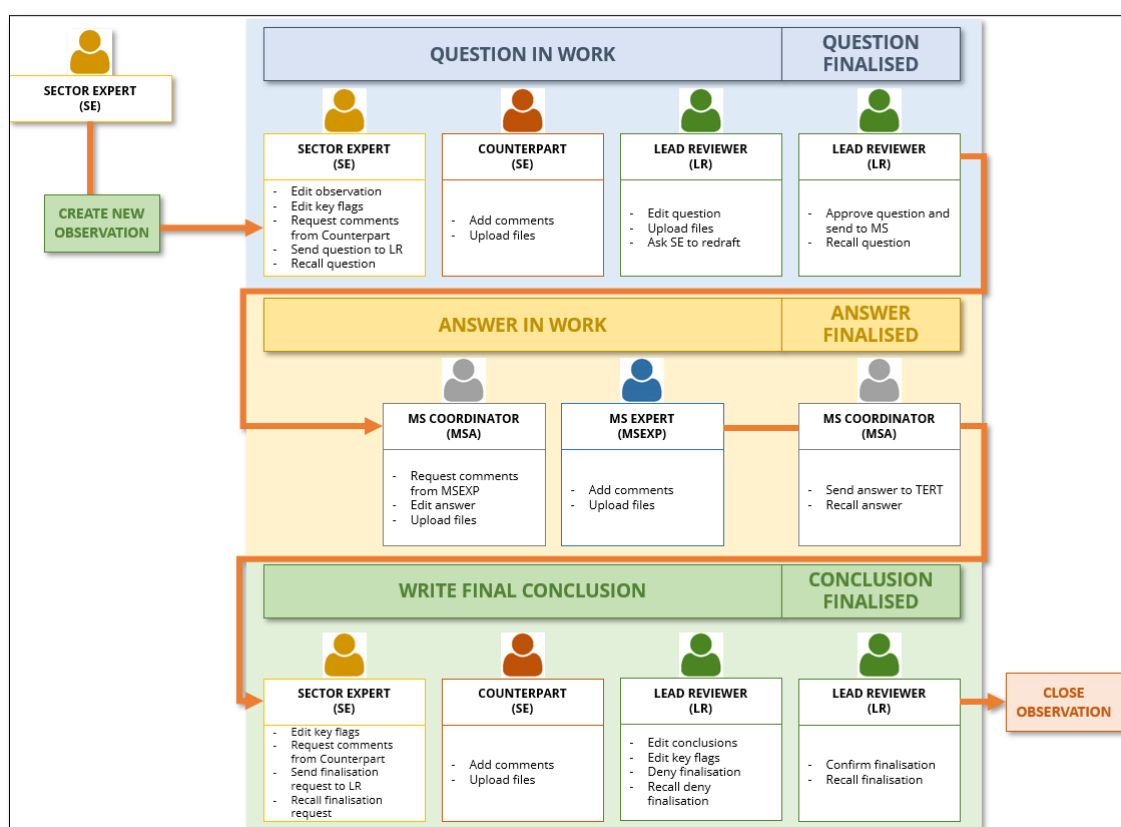 SECTOR EXPERT
(SE)
CREATE NEW
OBSERVATION
QUESTION IN WORK
QUESTION
FINALISED
SECTOR EXPERT
(SE)
- Edit observation
- Edit key flags
- Request comments
from Counterpart
- Send question to LR
- Recall question
COUNTERPART
(SE)
- Add comments
- Upload files
LEAD REVIEWER
(LR)
- Edit question
- Upload files
- Ask SE to redraft
LEAD REVIEWER
(LR)
- Approve question and
send to MS
- Recall question
ANSWER IN WORK
ANSWER
FINALISED
MS COORDINATOR
(MSA)
- Request comments
from MSEXP
- Edit answer
- Upload files
MS EXPERT
(MSEXP)
- Add comments
- Upload files
MS COORDINATOR
(MSA)
- Send answer to TERT
- Recall answer
WRITE FINAL CONCLUSION
CONCLUSION
FINALISED
SECTOR EXPERT
(SE)
- Edit key flags
- Request comments
from Counterpart
- Send finalisation
request to LR
- Recall finalisation
request
COUNTERPART
(SE)
- Add comments
- Upload files
LEAD REVIEWER
(LR)
- Edit conclusions
- Edit key flags
- Deny finalisation
- Recall deny
finalisation
LEAD REVIEWER
(LR)
- Confirm finalisation
- Recall finalisation
CLOSE
OBSERVATION